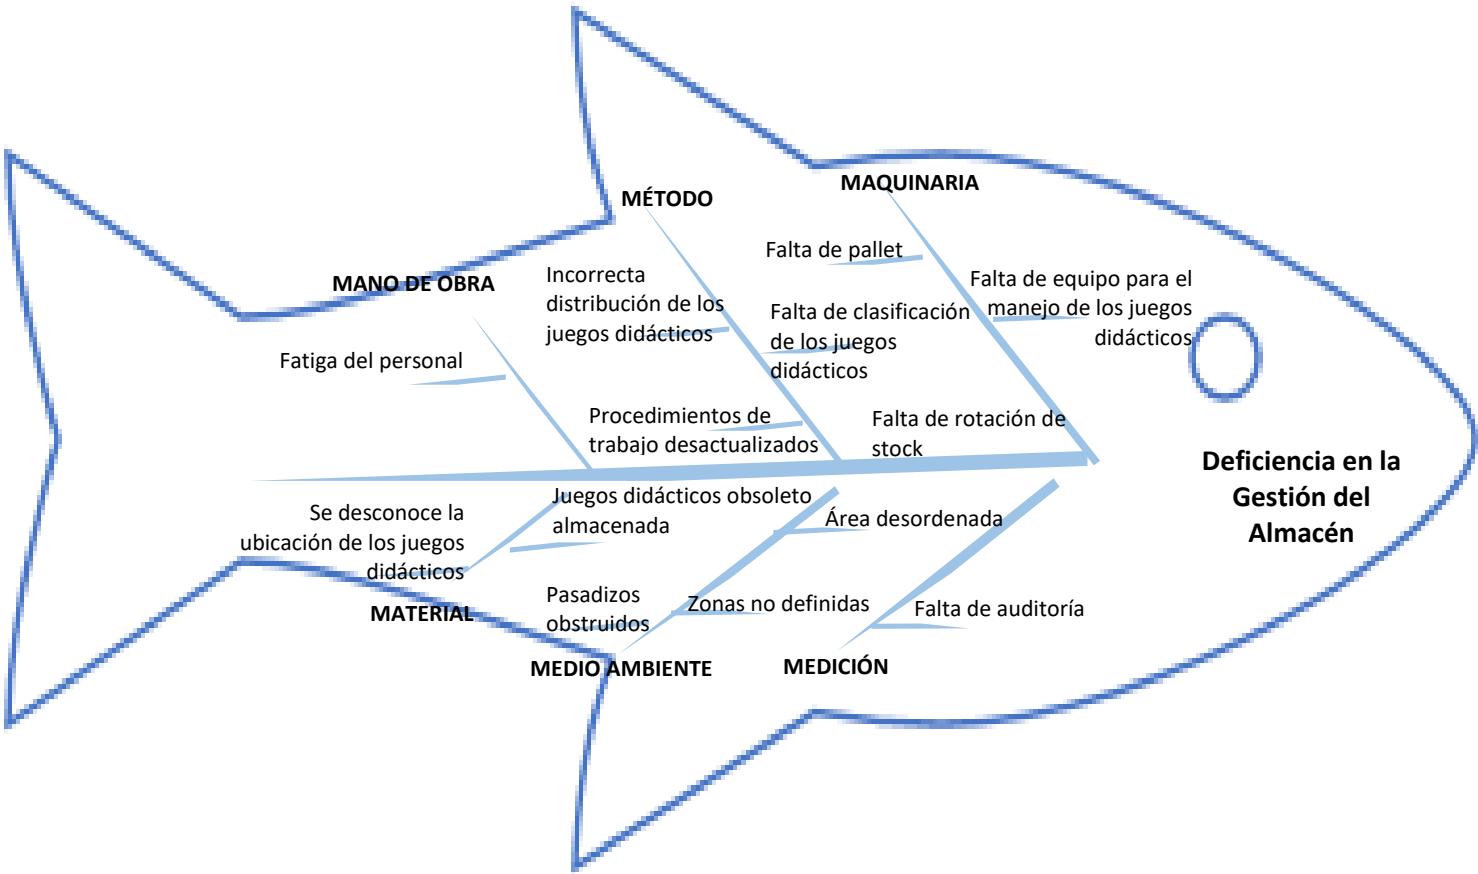 MÉTODO
MAQUINARIA
MANO DE OBRA
Fatiga del personal
Incorrecta
distribución de los
juegos didácticos
Procedimientos de
trabajo desactualizados
Falta de pallet
Falta de clasificación
de los juegos
didácticos
Falta de rotación de
stock
Falta de equipo para el
manejo de los juegos
didácticos
Deficiencia en la
Gestión del
Almacén
Se desconoce la
ubicación de los juegos
didácticos
MATERIAL
Juegos didácticos obsoleto
almacenada
Pasadizos
obstruidos
MEDIO AMBIENTE
Área desordenada
Zonas no definidas
Falta de auditoría
MEDICIÓN